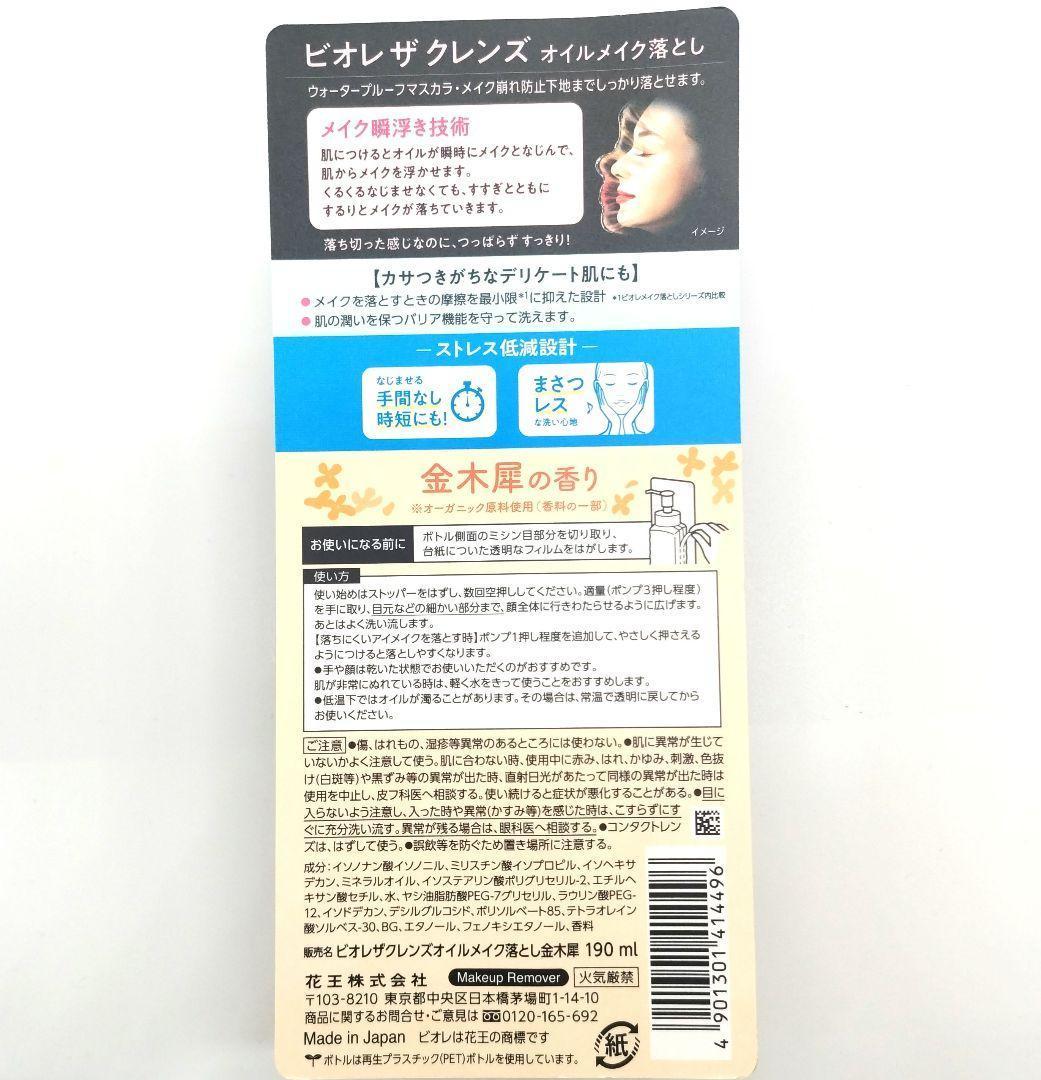 ビオレ ザ クレンズ オイルメイク落とし
ウォータープルーフマスカラ・メイク崩れ防止下地までしっかり落とせます。
メイク瞬浮き技術
肌につけるとオイルが瞬時にメイクとなじんで、
肌からメイクを浮かせます。
くるくるなじませなくても、すすぎとともに
するりとメイクが落ちていきます。
イメージ
落ち切った感じなのに、つっぱらず すっきり!
【カサつきがちなデリケート肌にも】
●メイクを落とすときの摩擦を最小限*1に抑えた設計 *1ビオレメイク落としシリーズ内比較
●肌の潤いを保つバリア機能を守って洗えます。
― ストレス低減設計 ―
なじませる
手間なし
時短にも!
まさつ
レス♪
な洗い心地
金木犀の香り
※オーガニック原料使用(香料の一部)
お使いになる前に
ボトル側面のミシン目部分を切り取り、
台紙についた透明なフィルムをはがします。
使い方
使い始めはストッパーをはずし、数回空押ししてください。適量(ポンプ3押し程度)
を手に取り、目元などの細かい部分まで、顔全体に行きわたらせるように広げます。
あとはよく洗い流します。
【落ちにくいアイメイクを落とす時】ポンプ1押し程度を追加して、やさしく押さえる
ようにつけると落としやすくなります。
●手や顔は乾いた状態でお使いいただくのがおすすめです。
肌が非常にぬれている時は、軽く水をきって使うことをおすすめします。
●低温下ではオイルが濁ることがあります。その場合は、常温で透明に戻してから
お使いください。
ご注意 ●傷、はれもの、湿疹等異常のあるところには使わない。●肌に異常が生じて
いないかよく注意して使う。肌に合わない時、使用中に赤み、はれ、かゆみ、刺激、色抜
け(白斑等)や黒ずみ等の異常が出た時、直射日光があたって同様の異常が出た時は
使用を中止し、皮フ科医へ相談する。使い続けると症状が悪化することがある。●目に
入らないよう注意し、入った時や異常(かすみ等)を感じた時は、こすらずにす
ぐに充分洗い流す。異常が残る場合は、眼科医へ相談する。●コンタクトレン
ズは、はずして使う。●誤飲等を防ぐため置き場所に注意する。
成分:イソノナン酸イソノニル、ミリスチン酸イソプロピル、イソヘキサ
デカン、ミネラルオイル、イソステアリン酸ポリグリセリル-2、エチルヘ
キサン酸セチル、水、ヤシ油脂肪酸PEG-7グリセリル、ラウリン酸PEG-
12、イソドデカン、デシルグルコシド、ポリソルベート85、テトラオレイン
酸ソルベス-30、BG、エタノール、フェノキシエタノール、香料
販売名 ビオレザクレンズオイルメイク落とし金木犀 190 ml
花王株式会社 Makeup Remover 火気厳禁
〒103-8210 東京都中央区日本橋茅場町1-14-10
商品に関するお問合せ・ご意見は 0120-165-692
Made in Japan ビオレは花王の商標です
ボトルは再生プラスチック(PET)ボトルを使用しています。
紙
4 901301 414496